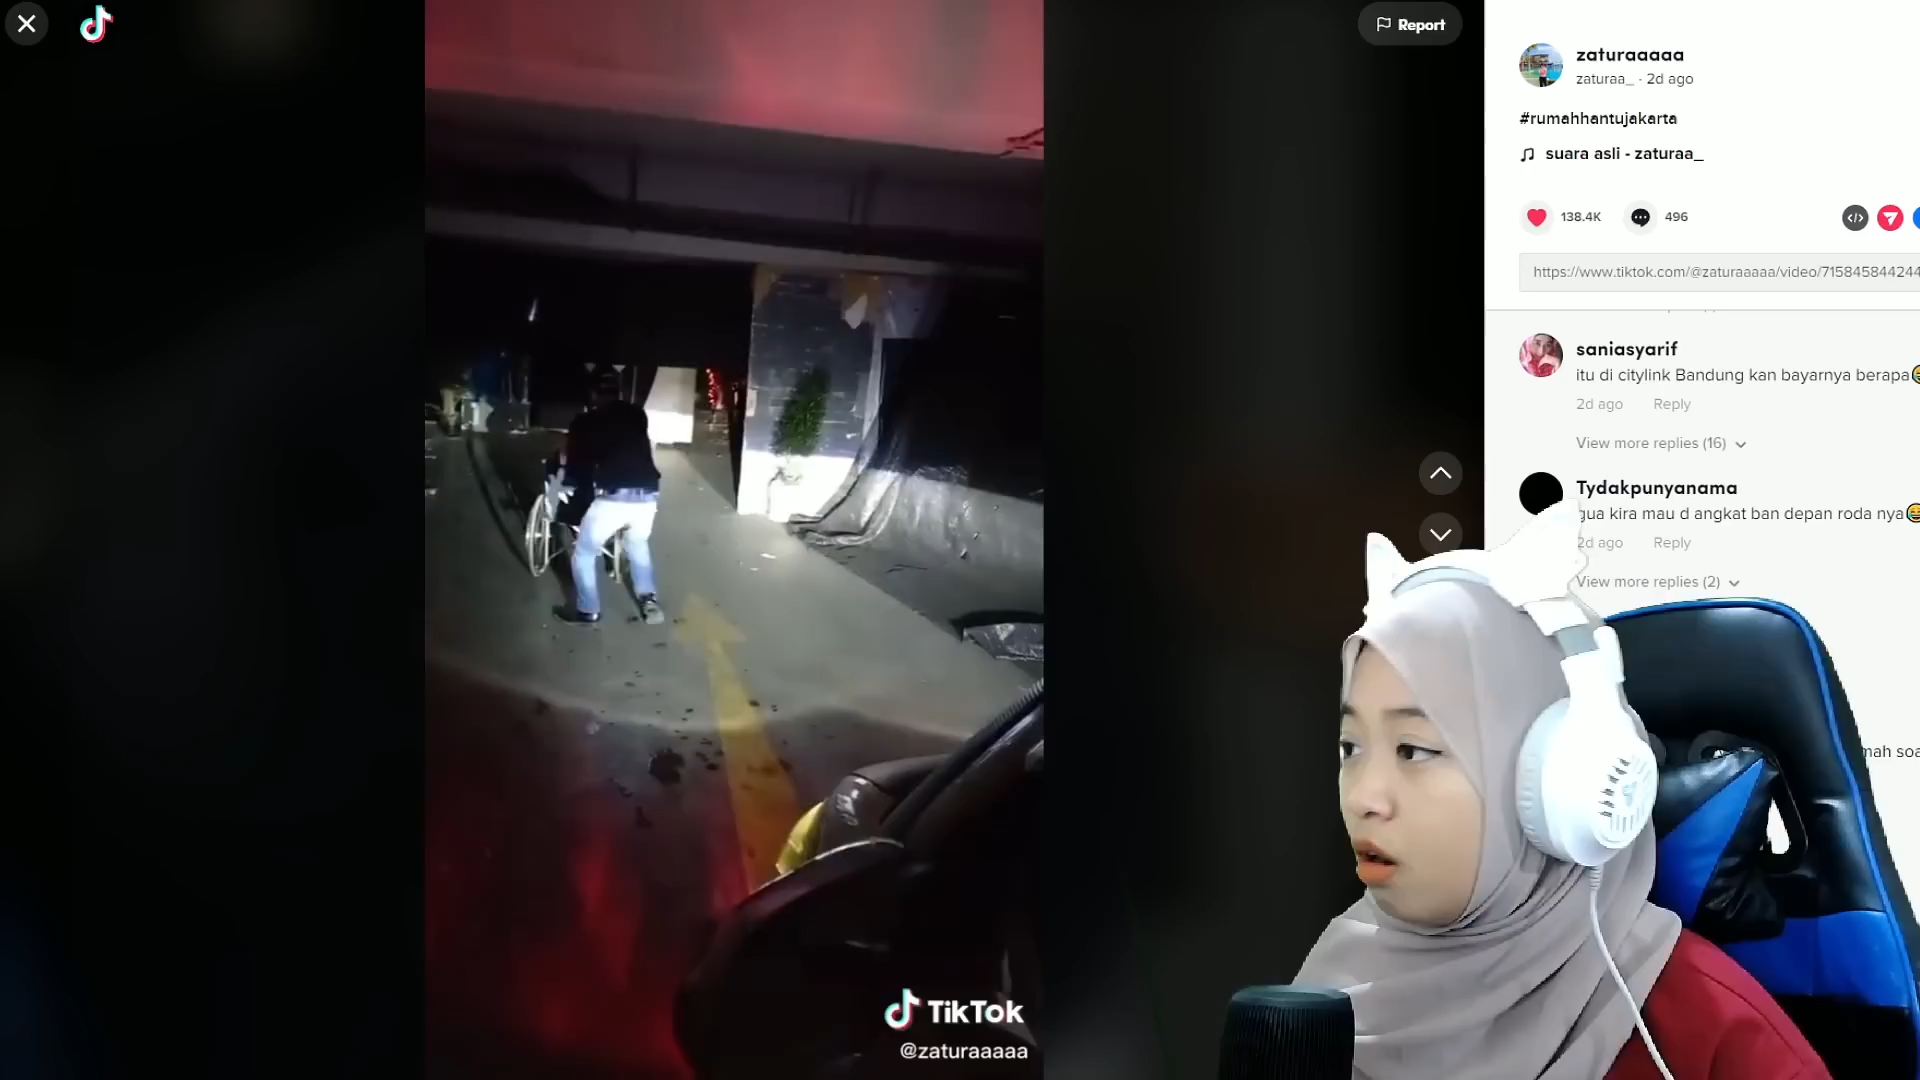 Report
zaturaaaaa
zaturaa_ · 2d ago
#rumahhantujakarta
suara asli - zaturaa_
138.4K
496
https://www.tiktok.com/@zaturaaaaa/video/715845844244
saniasyarif
itu di citylink Bandung kan bayarnya berapa
2d ago Reply
View more replies (16)
Tydakpunyanama
gua kira mau d angkat ban depan roda nya
2d ago Reply
View more replies (2)
TikTok
@zaturaaaaa